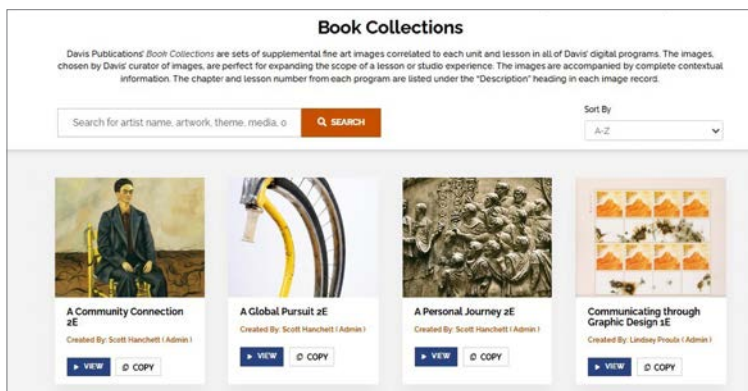 Book Collections
Davis Publications' Book Collections are sets of supplemental fine art images correlated to each unit and lesson in all of Davis' digital programs. The images,
chosen by Davis' curator of images, are perfect for expanding the scope of a lesson or studio experience. The images are accompanied by complete contextual
information. The chapter and lesson number from each program are listed under the "Description" heading in each image record.
Sort By
Search for artist name, artwork, theme, media, o
SEARCH
A-Z
A Community Connection
2E
Created By: Scott Hanchett (Admin)
VIEW
COPY
A Global Pursuit 2E
Created By: Scott Hanchett (Admin)
VIEW
COPY
A Personal Journey 2E
Created By: Scott Hanchett (Admin)
VIEW
COPY
Communicating through
Graphic Design 1E
Created By: Lindsey Proulx (Admin)
VIEW
COPY